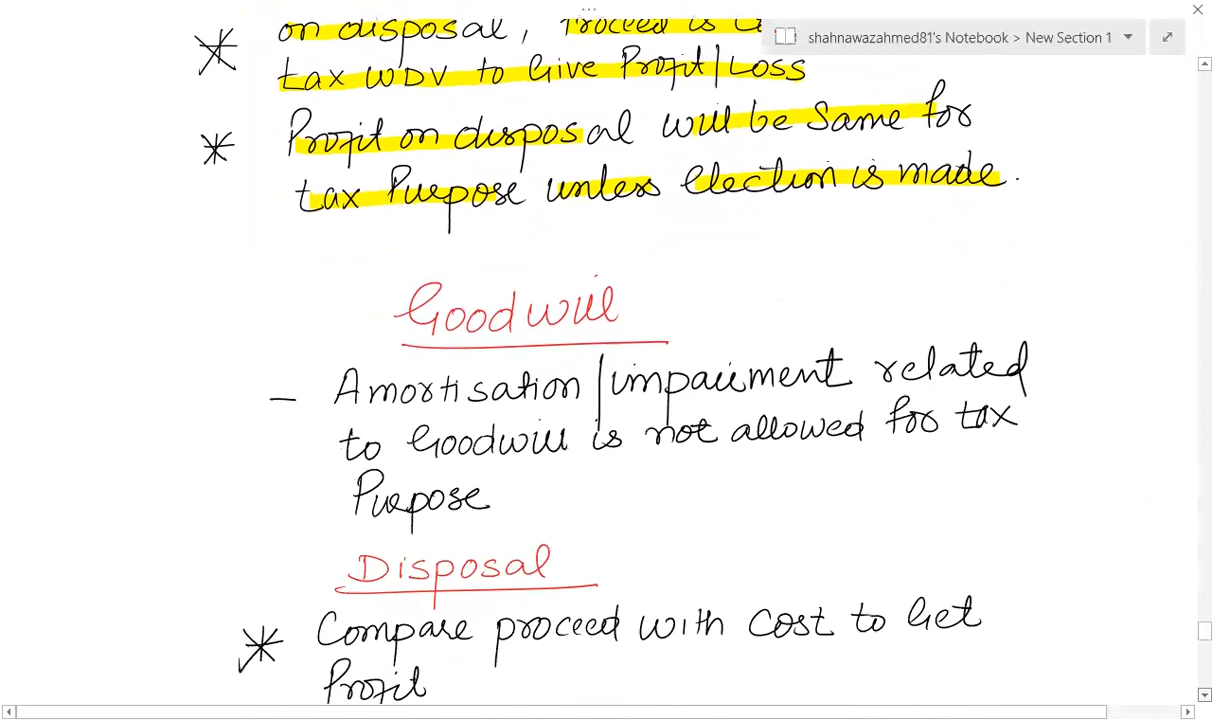 on disposal, Proceed is
shahnawazahmed81's Notebook > New Section 1
tax WDV to Give Profit/Loss
Profit on disposal will be Same for
tax Purpose unless Election is made.
Goodwill
- Amortisation/impairment related
to Goodwill is not allowed for tax
Purpose
Disposal
Compare proceed with Cost to Get
Profit